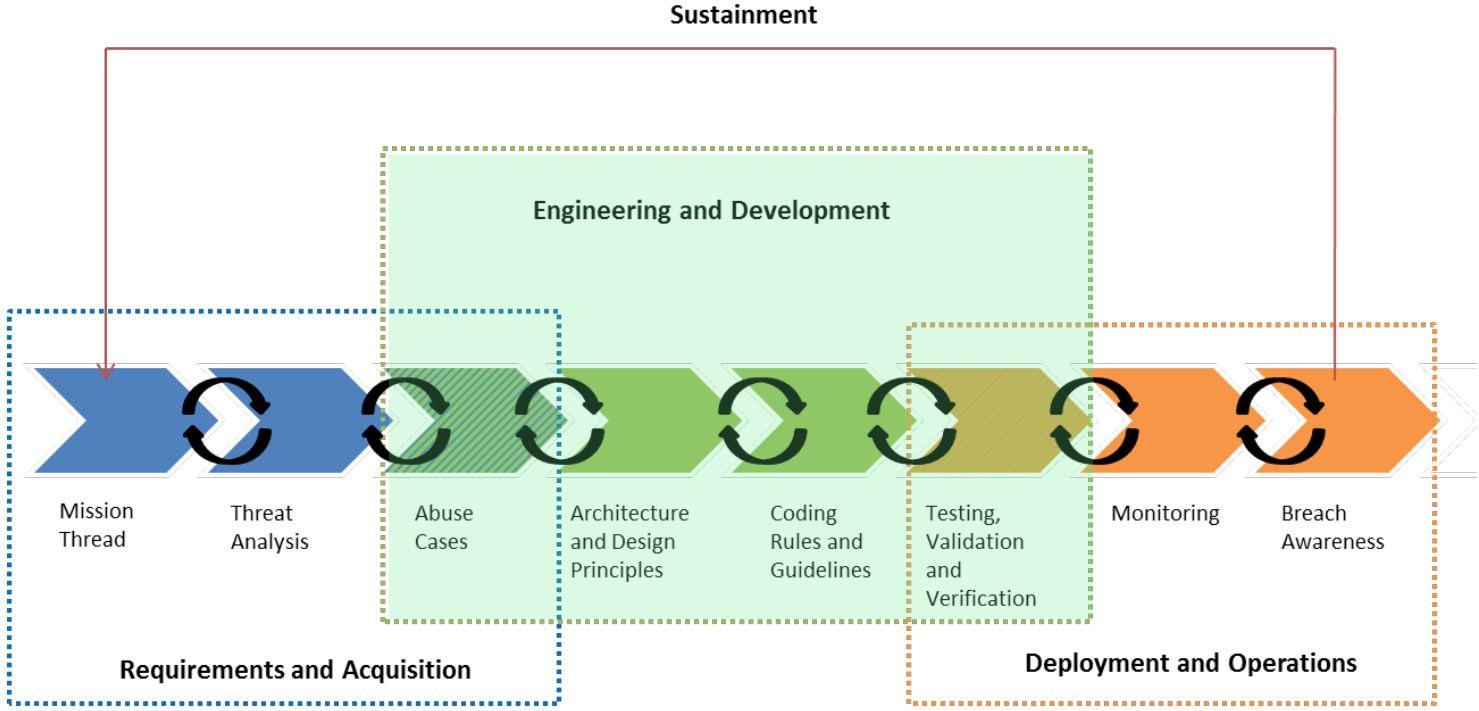 Sustainment
Engineering and Development
Mission
Thread
Threat
Analysis
Abuse
Cases
Architecture
and Design
Principles
Coding
Rules and
Guidelines
Testing,
Validation
and
Verification
Monitoring
Breach
Awareness
Requirements and Acquisition
Deployment and Operations